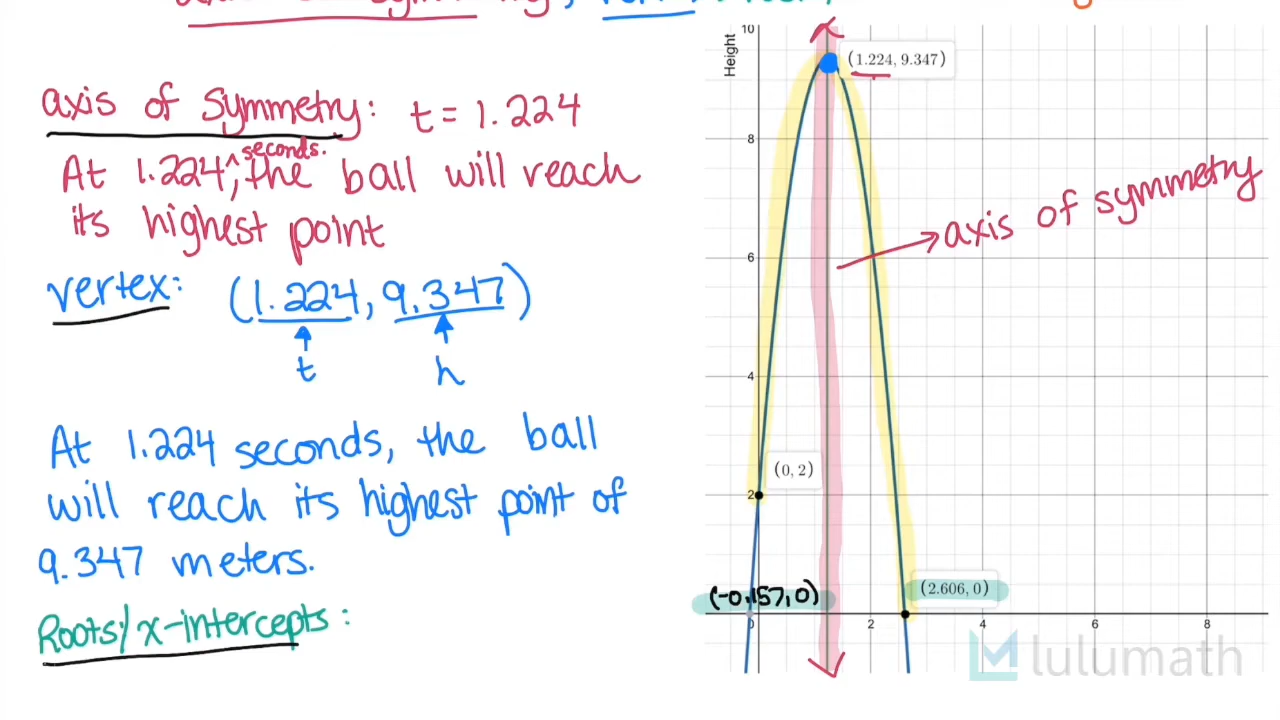 axis of symmetry: t = 1.224
At 1.224 ^ seconds., the ball will reach
its highest point
vertex: (1.224, 9.347)
t h
At 1.224 seconds, the ball
will reach its highest point of
9.347 meters.
Roots/x-intercepts:
Height
10
(1.224, 9.347)
8
axis of symmetry
6
4
(0, 2)
2
(-0.157, 0)
(2.606, 0)
0 2 4 6 8
lulumath